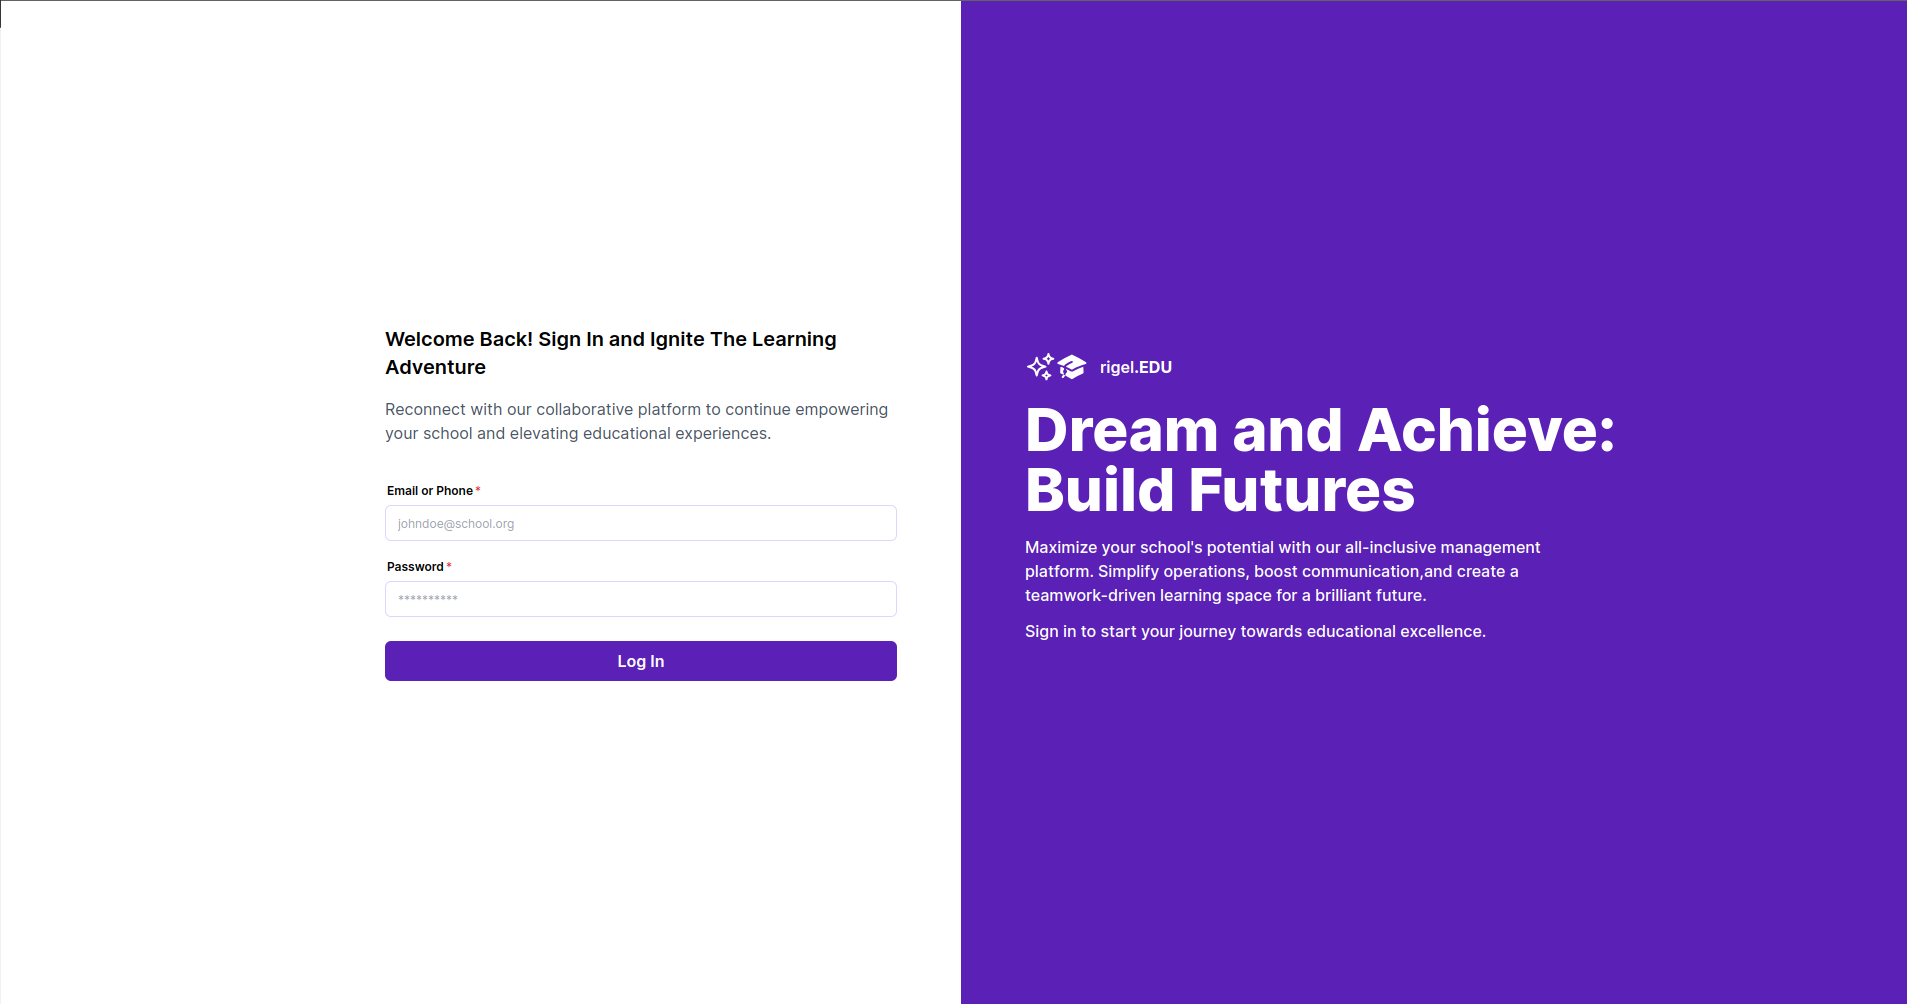 Welcome Back! Sign In and Ignite The Learning
Adventure
Reconnect with our collaborative platform to continue empowering
your school and elevating educational experiences.
Email or Phone *
johndoe@school.org
Password *
**********
Log In
rigel.EDU
Dream and Achieve:
Build Futures
Maximize your school's potential with our all-inclusive management
platform. Simplify operations, boost communication,and create a
teamwork-driven learning space for a brilliant future.
Sign in to start your journey towards educational excellence.